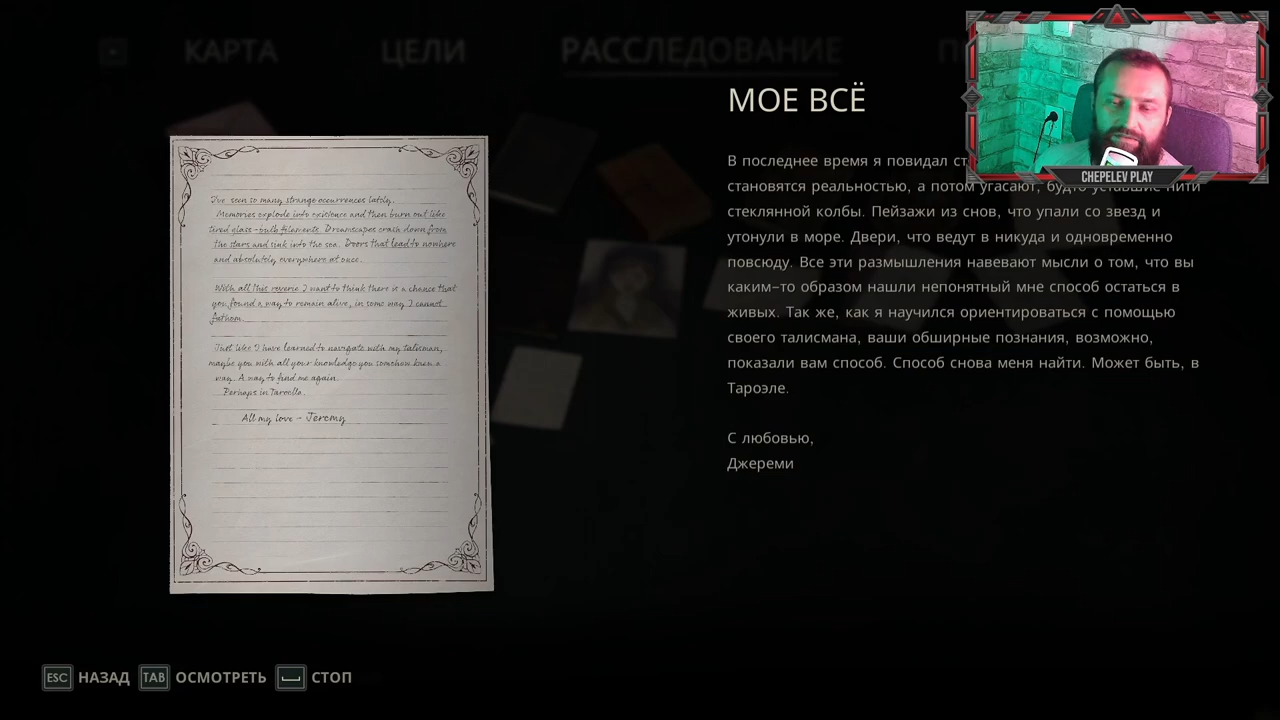 КАРТА
ЦЕЛИ
РАССЛЕДОВАНИЕ
П
МОЕ ВСЁ
CHEPELEV PLAY
I've seen so many strange occurrences lately.
Memories explode into existence and then burn out like
tired glass-bulb filaments. Dreamscapes crash down from
the stars and sink into the sea. Doors that lead to nowhere
and absolutely everywhere at once.
With all this reverie I want to think there is a chance that
you found a way to remain alive, in some way I cannot
fathom.
Just like I have learned to navigate with my talisman,
maybe you with all your knowledge you somehow knew a
way. A way to find me again.
Perhaps in Taroella.
All my love - Jeremy
В последнее время я повидал ст
становятся реальностью, а потом угасают, будто уставшие нити
стеклянной колбы. Пейзажи из снов, что упали со звезд и
утонули в море. Двери, что ведут в никуда и одновременно
повсюду. Все эти размышления навевают мысли о том, что вы
каким-то образом нашли непонятный мне способ остаться в
живых. Так же, как я научился ориентироваться с помощью
своего талисмана, ваши обширные познания, возможно,
показали вам способ. Способ снова меня найти. Может быть, в
Тароэле.
С любовью,
Джереми
ESC НАЗАД TAB ОСМОТРЕТЬ СТОП